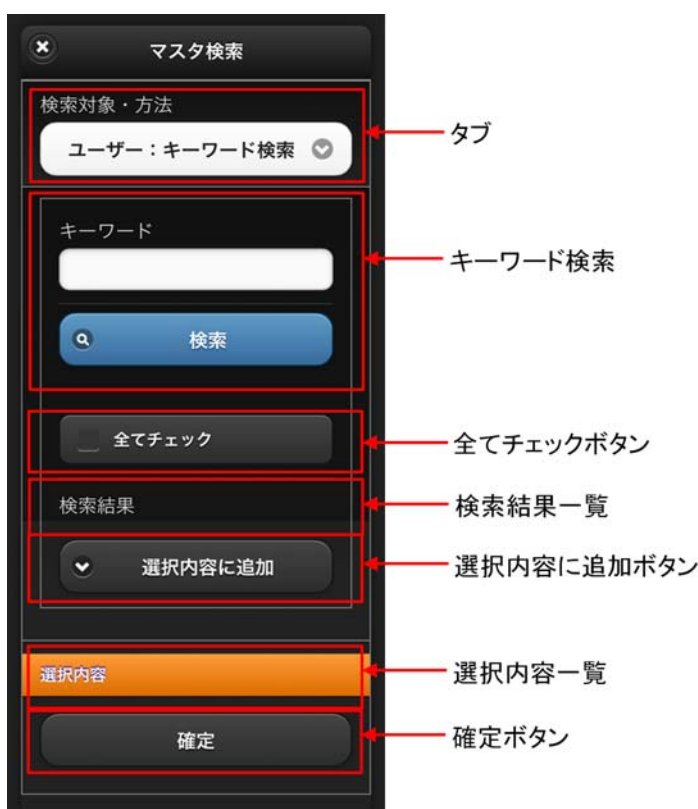 マスタ検索
検索対象・方法
タブ
ユーザー：キーワード検索
キーワード
キーワード検索
検索
全てチェック
全てチェックボタン
検索結果
検索結果一覧
選択内容に追加
選択内容に追加ボタン
選択内容
選択内容一覧
確定
確定ボタン